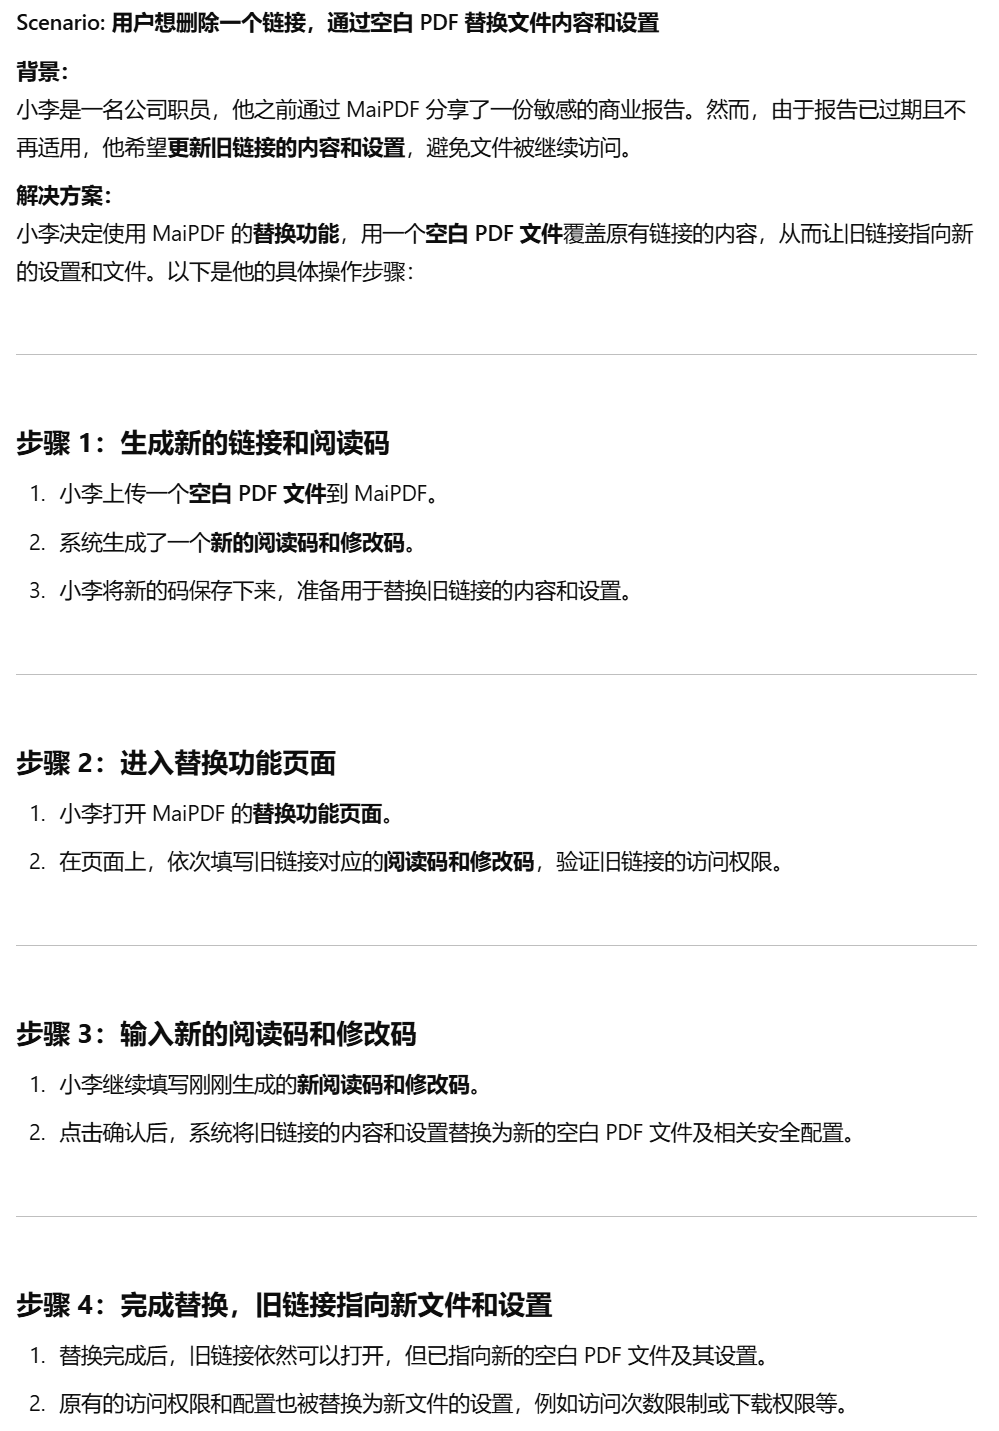 Scenario: 用户想删除一个链接，通过空白 PDF 替换文件内容和设置
背景：
小李是一名公司职员，他之前通过 MaiPDF 分享了一份敏感的商业报告。然而，由于报告已过期且不
再适用，他希望更新旧链接的内容和设置，避免文件被继续访问。
解决方案：
小李决定使用 MaiPDF 的替换功能，用一个空白 PDF 文件覆盖原有链接的内容，从而让旧链接指向新
的设置和文件。以下是他的具体操作步骤：
步骤 1：生成新的链接和阅读码
1. 小李上传一个空白 PDF 文件到 MaiPDF。
2. 系统生成了一个新的阅读码和修改码。
3. 小李将新的码保存下来，准备用于替换旧链接的内容和设置。
步骤 2：进入替换功能页面
1. 小李打开 MaiPDF 的替换功能页面。
2. 在页面上，依次填写旧链接对应的阅读码和修改码，验证旧链接的访问权限。
步骤 3：输入新的阅读码和修改码
1. 小李继续填写刚刚生成的新阅读码和修改码。
2. 点击确认后，系统将旧链接的内容和设置替换为新的空白 PDF 文件及相关安全配置。
步骤 4：完成替换，旧链接指向新文件和设置
1. 替换完成后，旧链接依然可以打开，但已指向新的空白 PDF 文件及其设置。
2. 原有的访问权限和配置也被替换为新文件的设置，例如访问次数限制或下载权限等。